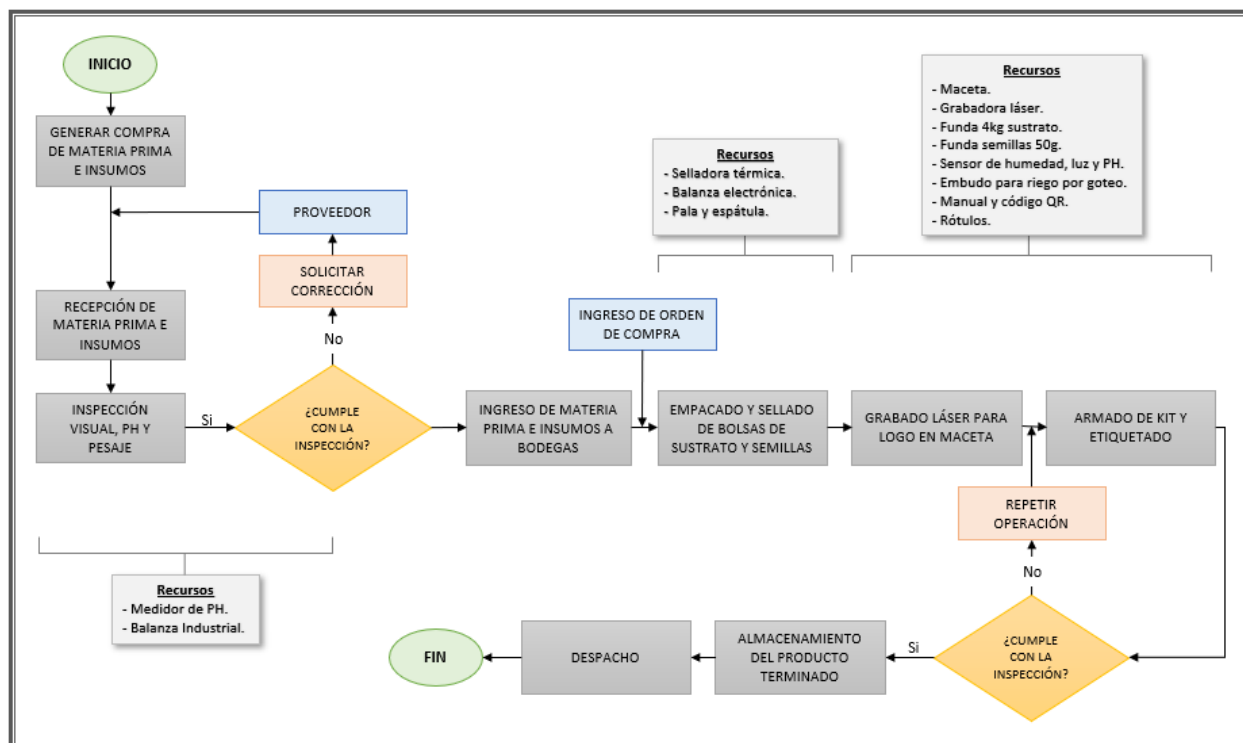 INICIO
GENERAR COMPRA
DE MATERIA PRIMA
E INSUMOS
PROVEEDOR
SOLICITAR
CORRECCIÓN
No
RECEPCIÓN DE
MATERIA PRIMA E
INSUMOS
INSPECCIÓN
VISUAL, PH Y
PESAJE
Si
¿CUMPLE
CON LA
INSPECCIÓN?
Recursos
- Medidor de PH.
- Balanza Industrial.
INGRESO DE MATERIA
PRIMA E INSUMOS A
BODEGAS
INGRESO DE ORDEN
DE COMPRA
Recursos
- Selladora térmica.
- Balanza electrónica.
- Pala y espátula.
EMPACADO Y SELLADO
DE BOLSAS DE
SUSTRATO Y SEMILLAS
Recursos
- Maceta.
- Grabadora láser.
- Funda 4kg sustrato.
- Funda semillas 50g.
- Sensor de humedad, luz y PH.
- Embudo para riego por goteo.
- Manual y código QR.
- Rótulos.
GRABADO LÁSER PARA
LOGO EN MACETA
ARMADO DE KIT Y
ETIQUETADO
REPETIR
OPERACIÓN
No
¿CUMPLE
CON LA
INSPECCIÓN?
Si
ALMACENAMIENTO
DEL PRODUCTO
TERMINADO
DESPACHO
FIN